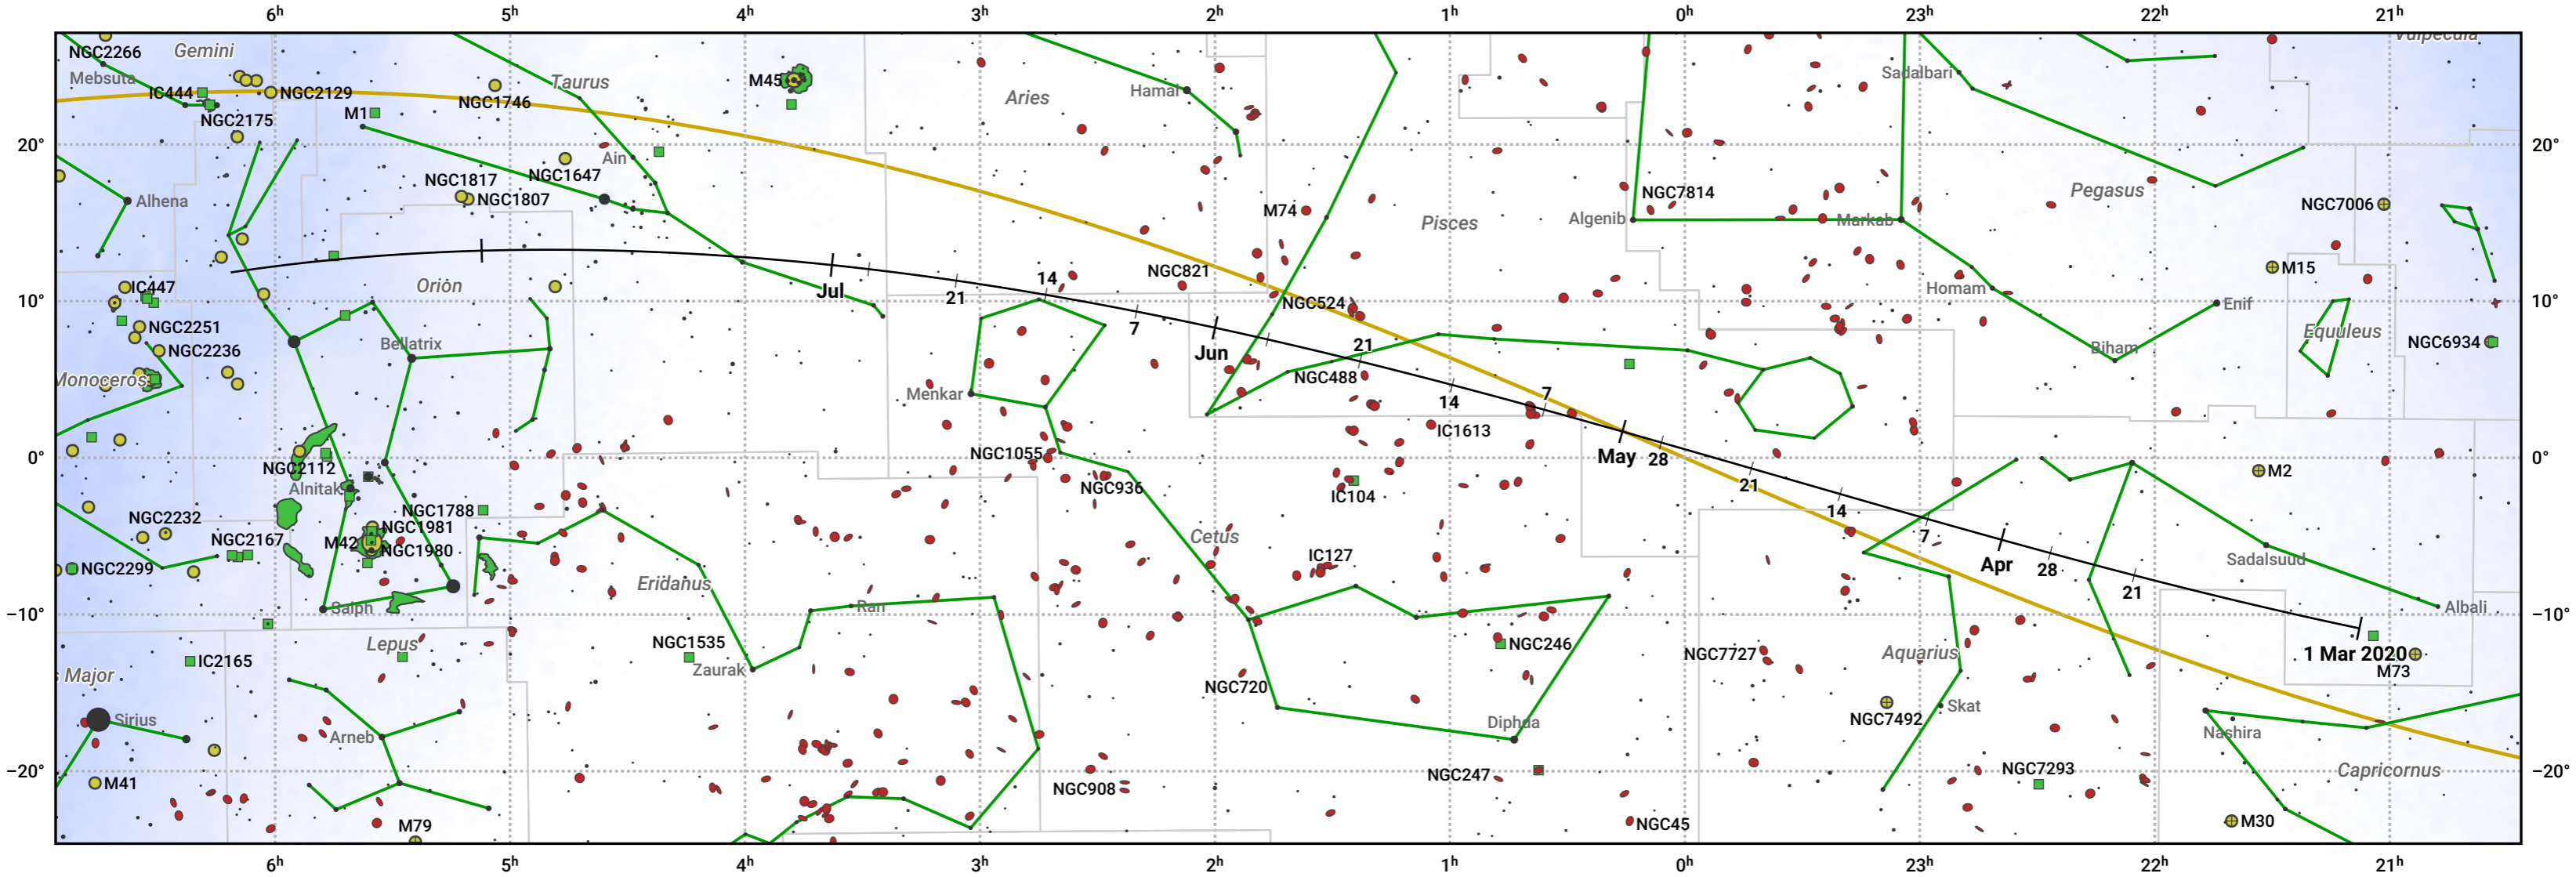 6h 5h 4h 3h 2h 1h 0h 23h 22h 21h
NGC2266
Gemini
Vulpecula
Mebsuta
Taurus
M45
Aries
Hamal
Sadalbari
IC444
NGC2129
NGC1746
M1
NGC2175
20°
20°
Ain
NGC1647
NGC1817
NGC1807
Alhena
Pegasus
NGC7814
NGC7006
M74
Pisces
Algenib
Markab
NGC821
M15
IC447
Orion
Jul
21
14
Homam
10°
10°
NGC524
Enif
7
NGC2251
Jun
21
Equuleus
NGC6934
NGC2236
Bellatrix
Biham
Monoceros
NGC488
Menkar
14
7
IC1613
0°
0°
NGC1055
May
28
NGC2112
M2
Alnitak
NGC936
IC104
21
NGC1788
14
NGC2232
NGC1981
7
NGC2167
M42
NGC1980
Cetus
Apr
28
Sadalsuud
NGC2299
IC127
Eridanus
21
−10°
−10°
Saiph
Ran
Albali
Lepus
NGC1535
NGC246
NGC7727
Aquarius
1 Mar 2020
IC2165
Zaurak
M73
s Major
NGC720
Skat
Sirius
Diphda
NGC7492
Arneb
Nashira
−20°
−20°
M41
NGC908
NGC247
NGC7293
Capricornus
M79
NGC45
M30
6h 5h 4h 3h 2h 1h 0h 23h 22h 21h